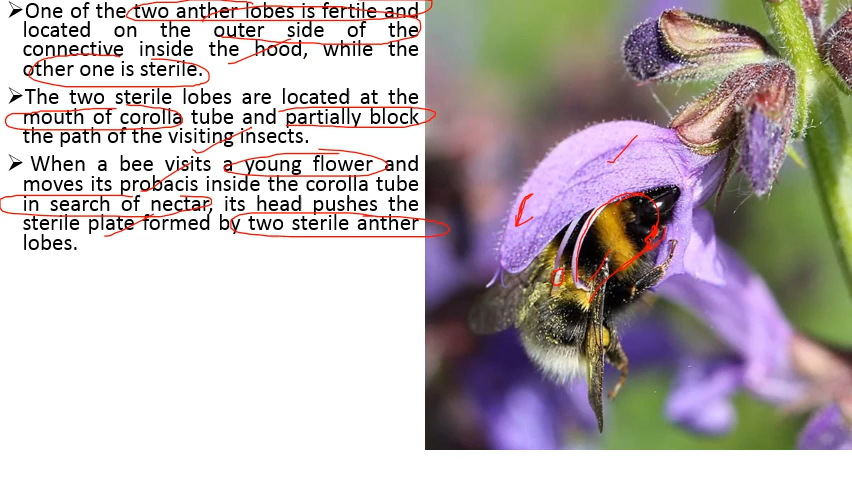 ➢One of the two anther lobes is fertile and
located on the outer side of the
connective inside the hood, while the
other one is sterile.
➢The two sterile lobes are located at the
mouth of corolla tube and partially block
the path of the visiting insects.
➢ When a bee visits a young flower and
moves its probacis inside the corolla tube
in search of nectar, its head pushes the
sterile plate formed by two sterile anther
lobes.